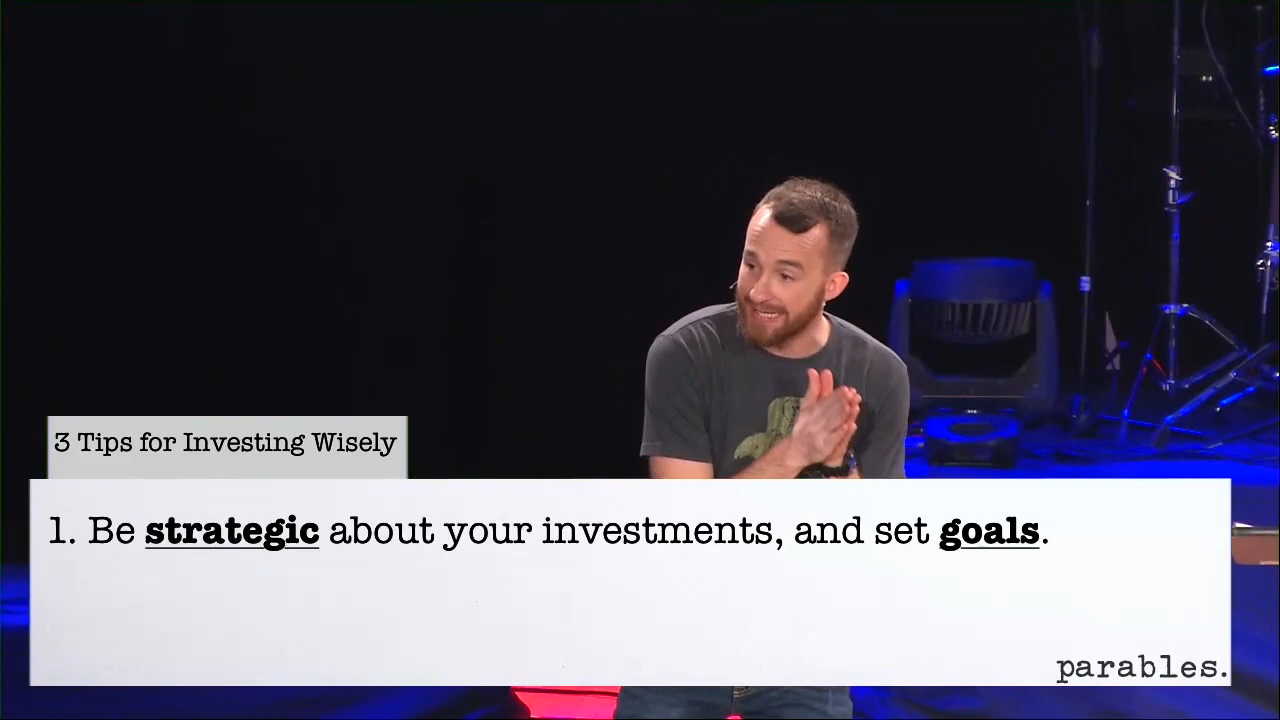 3 Tips for Investing Wisely
1. Be strategic about your investments, and set goals.
parables.